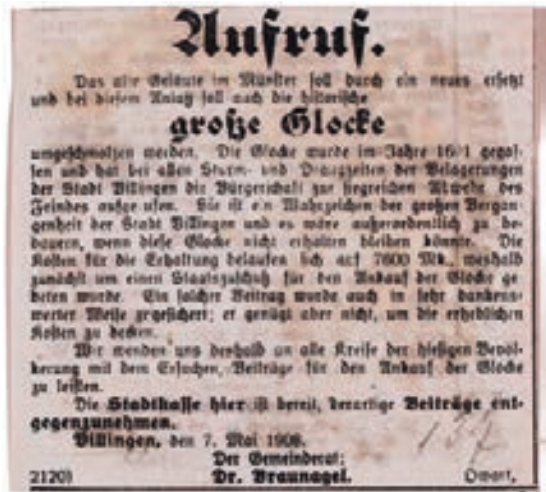 Aufruf.
Das alte Geläute im Münster soll durch ein neues ersetzt
und bei diesem Anlaß soll auch die historische
große Glocke
umgeschmolzen werden. Die Glocke wurde im Jahre gegos-
sen und hat bei allen Sturm- und Drangzeiten der Belagerungen
der Stadt Villingen die Bürgerschaft zur siegreichen Abwehr des
Feindes aufgerufen. Sie ist ein Wahrzeichen der großen Vergan-
genheit der Stadt Villingen und es wäre außerordentlich zu be-
dauern, wenn diese Glocke nicht erhalten bleiben könnte. Die
Kosten für die Erhaltung belaufen sich auf 7600 Mk., weshalb
zunächst um einen Staatszuschuß für den Ankauf der Glocke ge-
beten wurde. Ein solcher Beitrag wurde auch in sehr dankens-
werter Weise zugesichert; er genügt aber nicht, um die erheblichen
Kosten zu decken.
Wir wenden uns deshalb an alle Kreise der hiesigen Bevöl-
kerung mit dem Ersuchen, Beiträge für den Ankauf der Glocke
zu leisten.
Die Stadtkasse hier ist bereit, derartige Beiträge ent-
gegenzunehmen.
Villingen, den 7. Mai 1908.
Der Gemeinderat:
2120) Dr. Braunagel.